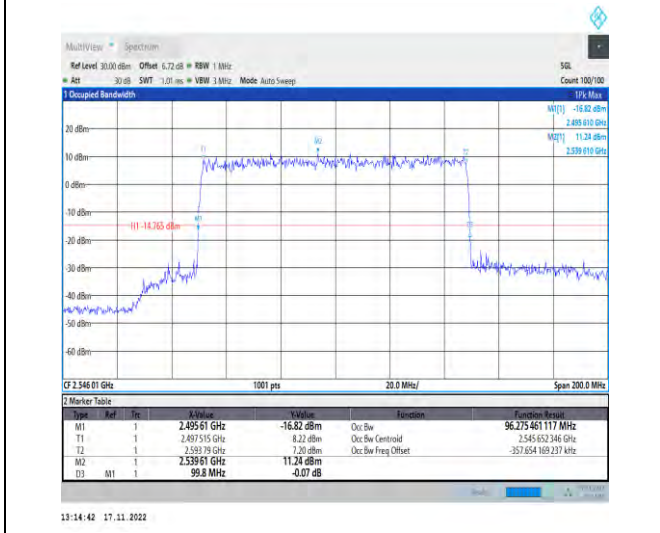 MultiView Spectrum
Ref Level 30.00 dBm Offset 6.72 dB RBW 1 MHz SGL
Att 30 dB SWT 1.01 ms VBW 3 MHz Mode Auto Sweep Count 100/100
1 Occupied Bandwidth 1Pk Max
M1[1] -16.82 dBm
2.495 610 GHz
M2[1] 11.24 dBm
2.539 610 GHz
20 dBm
T1 M2 T2
10 dBm
0 dBm
-10 dBm
M1
H1 -14.765 dBm
D3
-20 dBm
-30 dBm
-40 dBm
-50 dBm
-60 dBm
CF 2.546 01 GHz 1001 pts 20.0 MHz/ Span 200.0 MHz
2 Marker Table
Type Ref Trc X-Value Y-Value Function Function Result
M1 1 2.495 61 GHz -16.82 dBm Occ Bw 96.275 461 117 MHz
T1 1 2.497 515 GHz 8.22 dBm Occ Bw Centroid 2.545 652 346 GHz
T2 1 2.593 79 GHz 7.20 dBm Occ Bw Freq Offset -357.654 169 237 kHz
M2 1 2.539 61 GHz 11.24 dBm
D3 M1 1 99.8 MHz -0.07 dB
13:14:42 17.11.2022